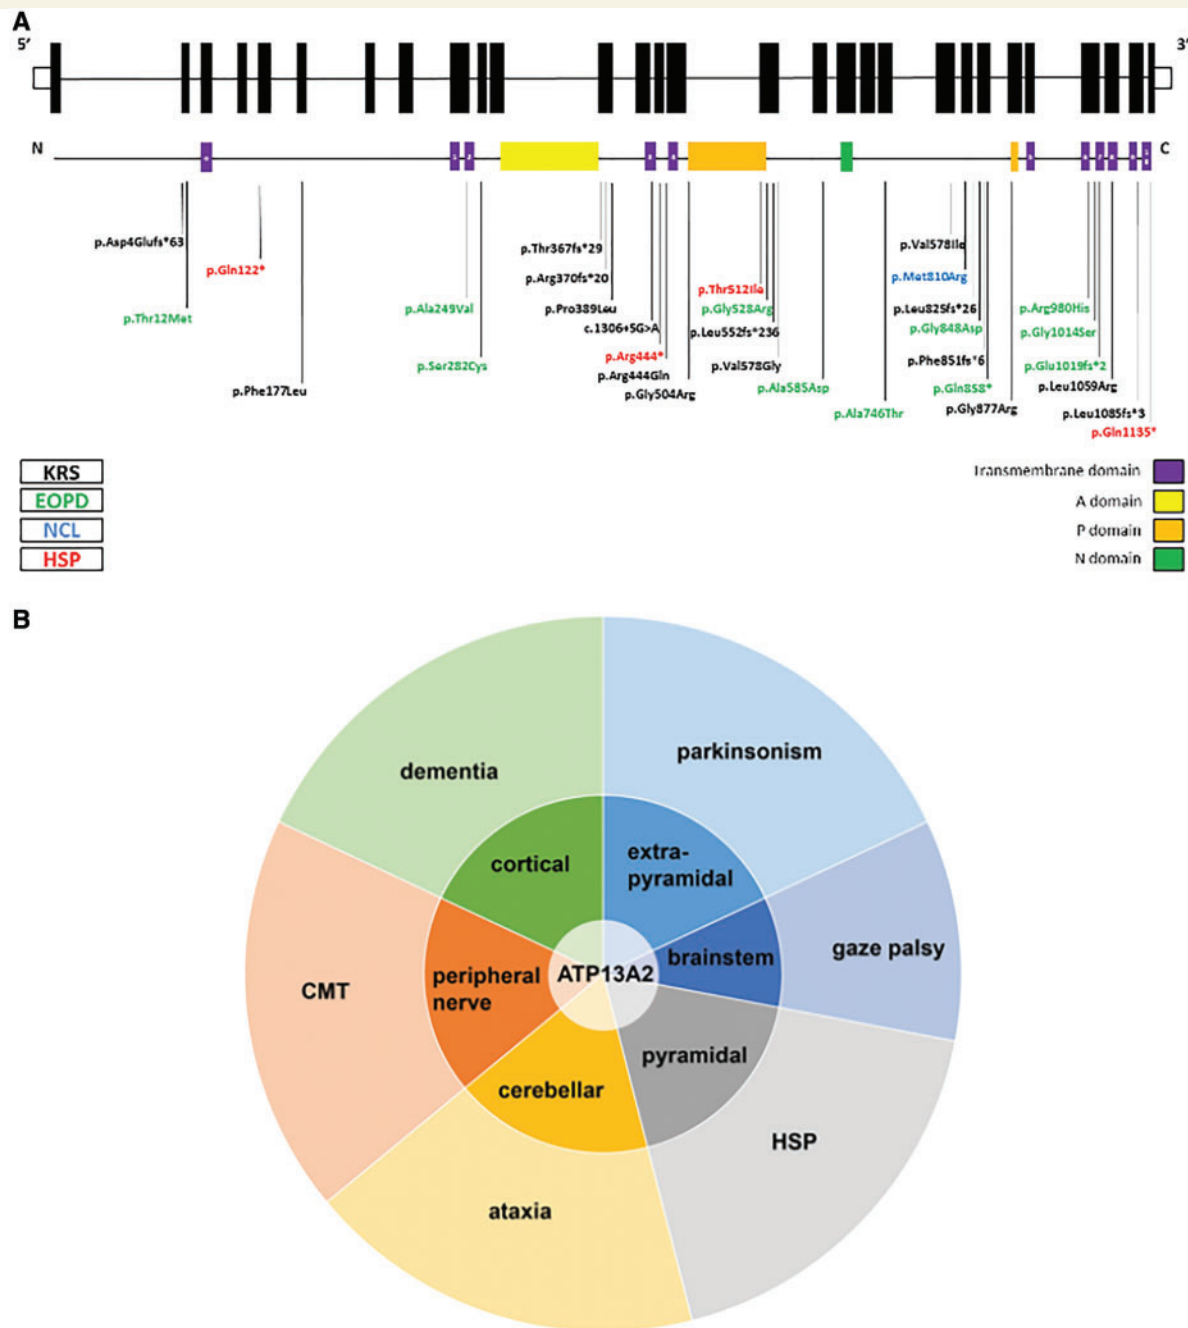 A
5′
3′
N
C
p.Asp4Glufs*63
p.Gln122*
p.Thr12Met
p.Phe177Leu
p.Ala249Val
p.Ser282Cys
p.Thr367fs*29
p.Arg370fs*20
p.Pro389Leu
c.1306+5G>A
p.Arg444*
p.Arg444Gln
p.Gly504Arg
p.Thr512Ile
p.Gly528Arg
p.Leu552fs*236
p.Val578Gly
p.Ala585Asp
p.Ala746Thr
p.Val578Ile
p.Met810Arg
p.Leu825fs*26
p.Gly848Asp
p.Phe851fs*6
p.Gln858*
p.Gly877Arg
p.Arg980His
p.Gly1014Ser
p.Glu1019fs*2
p.Leu1059Arg
p.Leu1085fs*3
p.Gln1135*
KRS
EOPD
NCL
HSP
Transmembrane domain
A domain
P domain
N domain
B
dementia
parkinsonism
cortical
extra-
pyramidal
gaze palsy
brainstem
ATP13A2
peripheral
nerve
CMT
pyramidal
cerebellar
HSP
ataxia